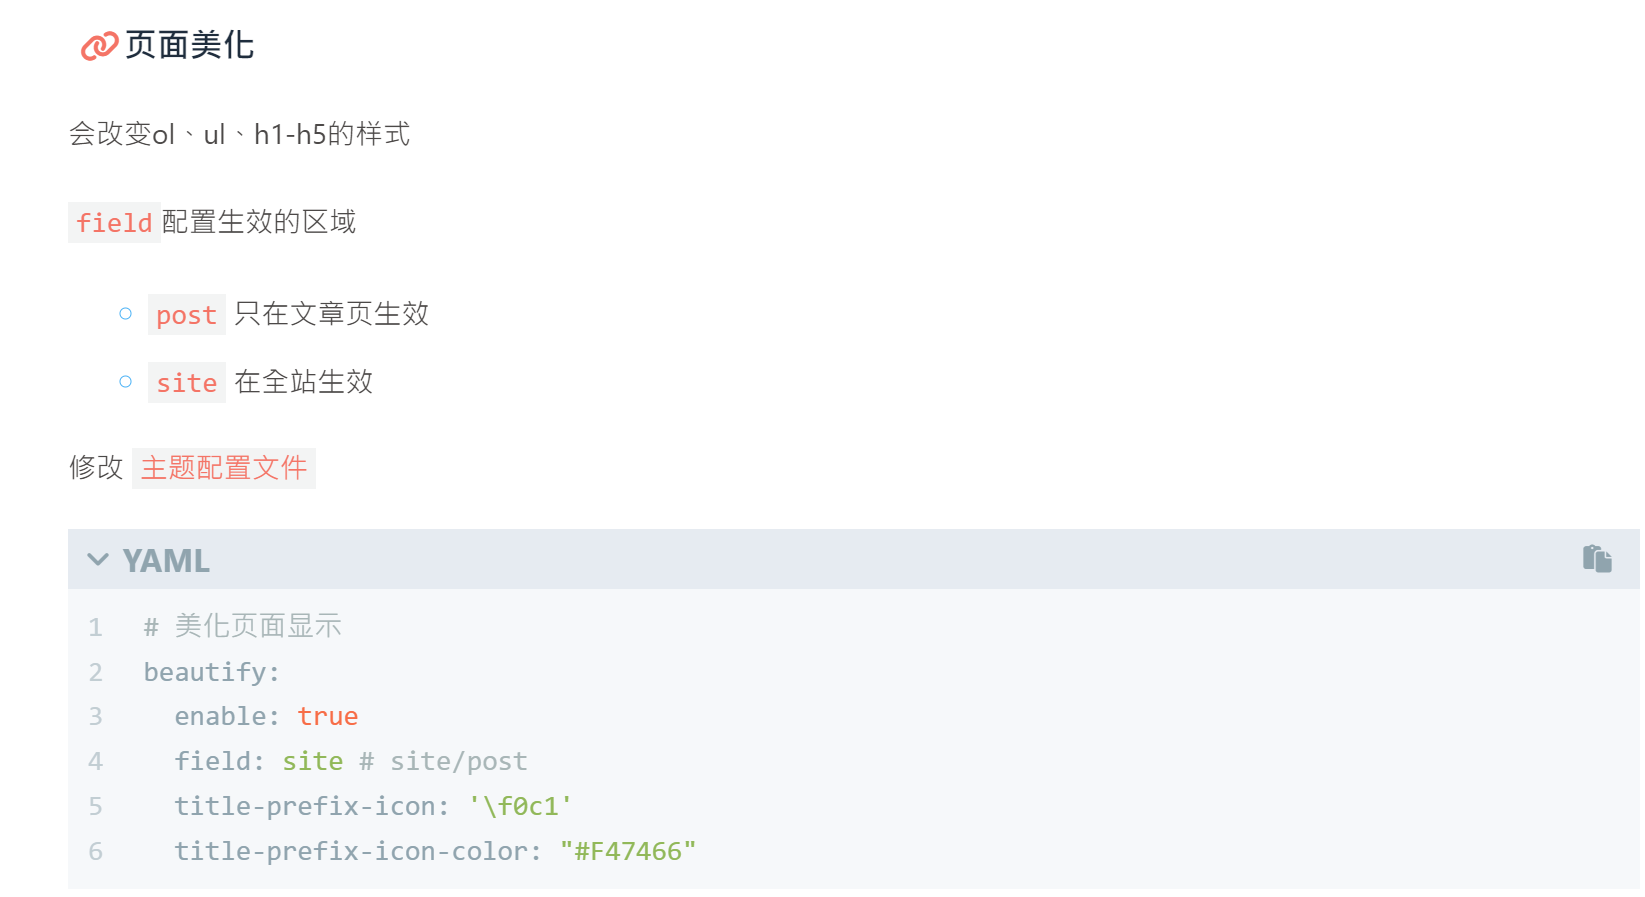 页面美化
会改变ol、ul、h1-h5的样式
field配置生效的区域
post 只在文章页生效
site 在全站生效
修改 主题配置文件
YAML
1 # 美化页面显示
2 beautify:
3   enable: true
4   field: site # site/post
5   title-prefix-icon: '\f0c1'
6   title-prefix-icon-color: "#F47466"